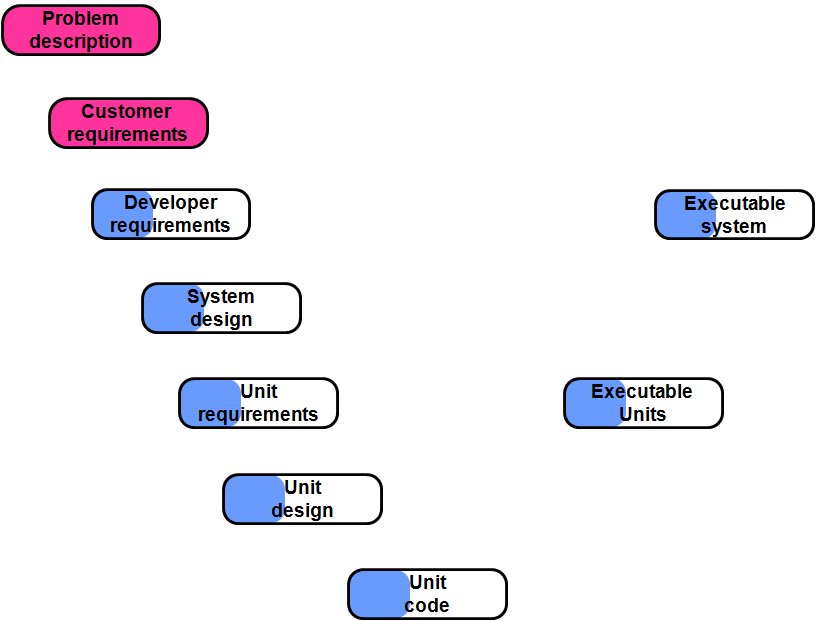 Problem
description
Customer
requirements
Developer
requirements
Executable
system
System
design
Unit
requirements
Executable
Units
Unit
design
Unit
code